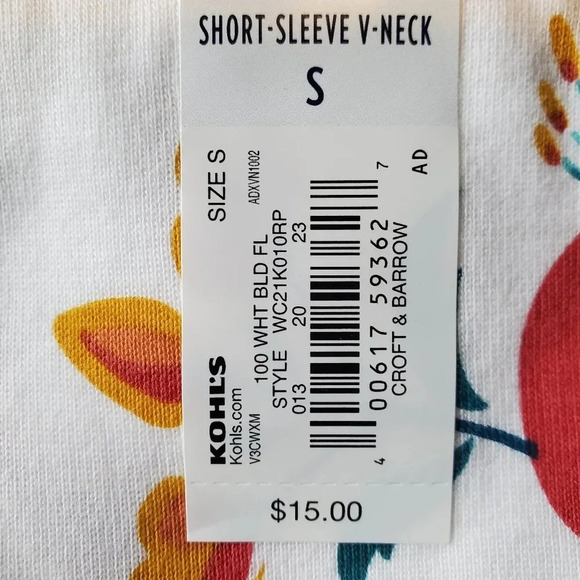 SHORT-SLEEVE V-NECK
S
KOHL'S
Kohls.com
V3CWXM
SIZE S
ADXVN1002
100 WHT BLD FL
STYLE WC21K010RP
013 20 23
4 00617 59362 7
CROFT & BARROW
AD
$15.00